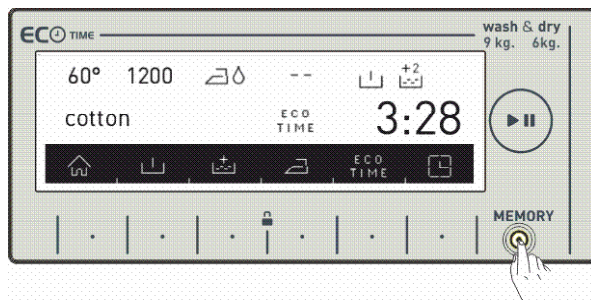 ECO TIME
wash & dry
9 kg. 6kg.
60° 1200 -- +2
cotton ECO TIME 3:28
ECO TIME
MEMORY